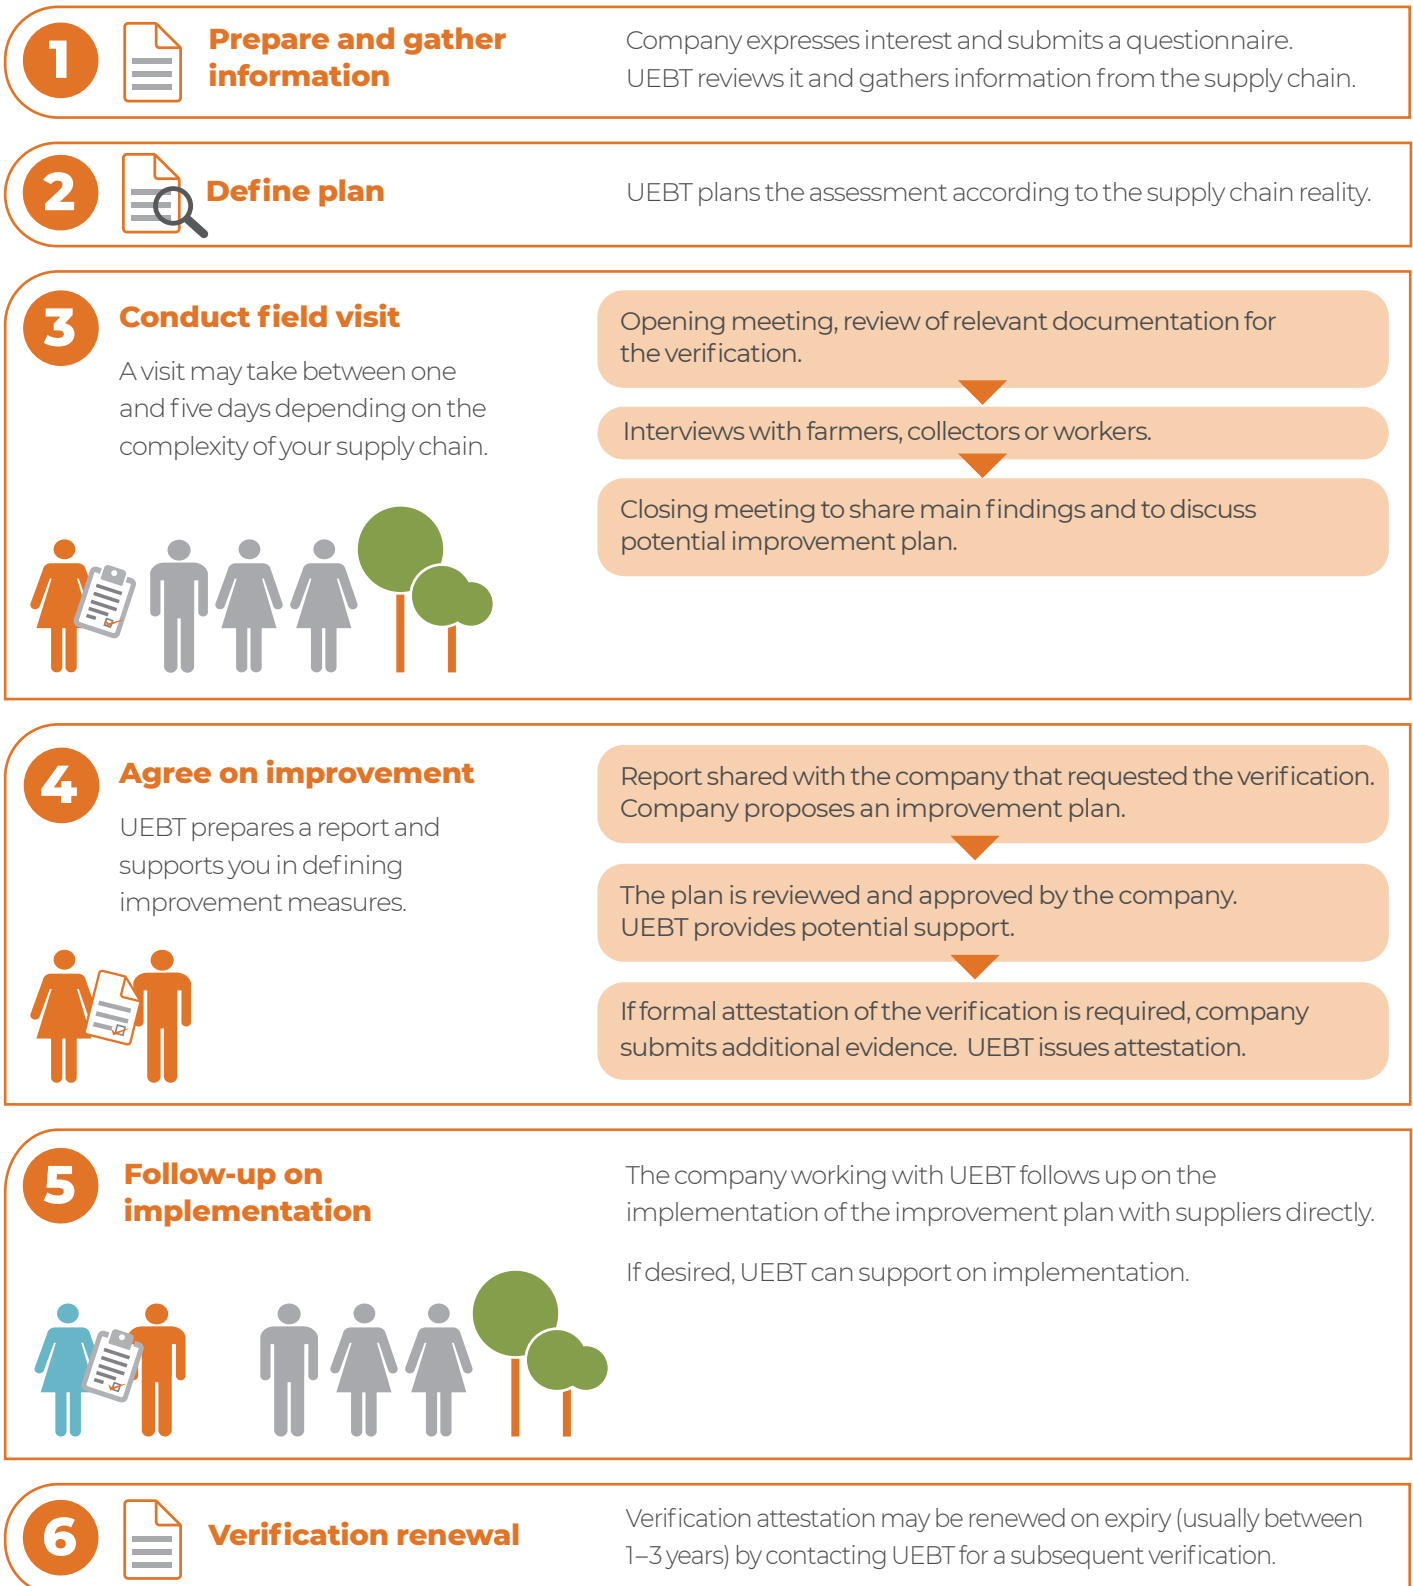 1
Prepare and gather
information
Company expresses interest and submits a questionnaire.
UEBT reviews it and gathers information from the supply chain.
2
Define plan
UEBT plans the assessment according to the supply chain reality.
3
Conduct field visit
A visit may take between one
and five days depending on the
complexity of your supply chain.
Opening meeting, review of relevant documentation for
the verification.
Interviews with farmers, collectors or workers.
Closing meeting to share main findings and to discuss
potential improvement plan.
4
Agree on improvement
UEBT prepares a report and
supports you in defining
improvement measures.
Report shared with the company that requested the verification.
Company proposes an improvement plan.
The plan is reviewed and approved by the company.
UEBT provides potential support.
If formal attestation of the verification is required, company
submits additional evidence. UEBT issues attestation.
5
Follow-up on
implementation
The company working with UEBT follows up on the
implementation of the improvement plan with suppliers directly.
If desired, UEBT can support on implementation.
6
Verification renewal
Verification attestation may be renewed on expiry (usually between
1–3 years) by contacting UEBT for a subsequent verification.